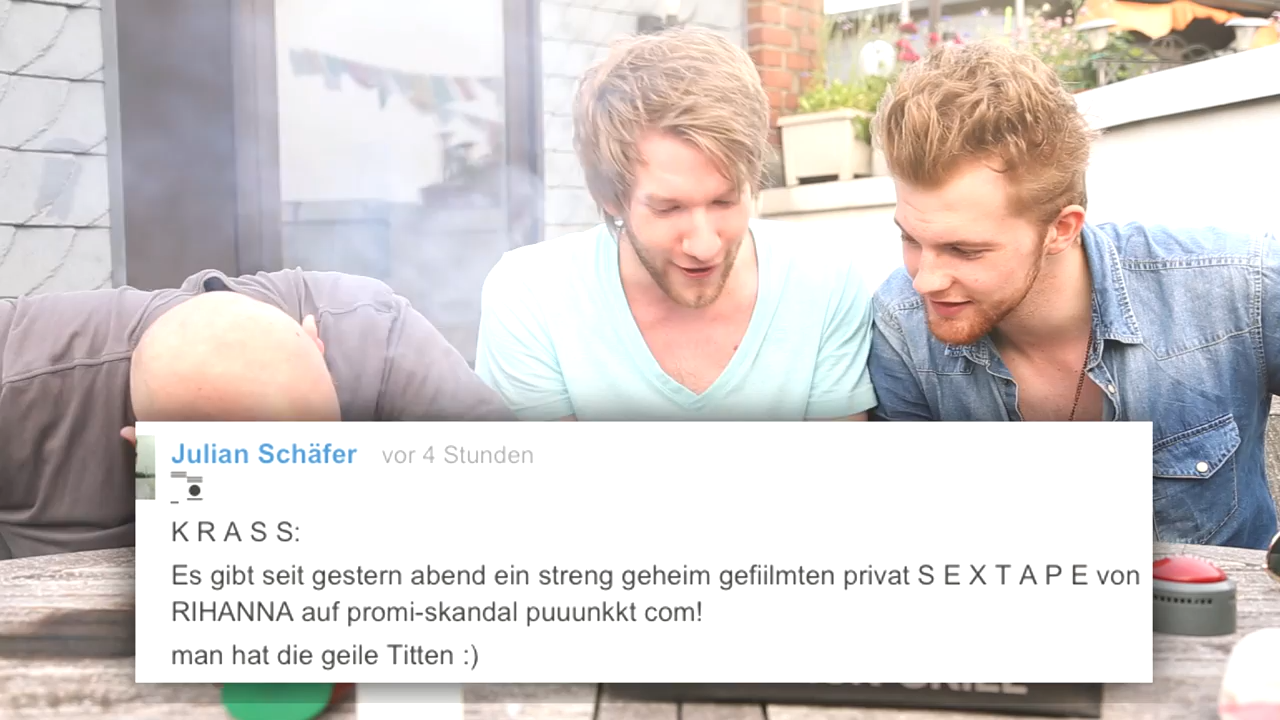 Julian Schäfer vor 4 Stunden
K R A S S:
Es gibt seit gestern abend ein streng geheim gefiilmten privat S E X T A P E von
RIHANNA auf promi-skandal puuunkkt com!
man hat die geile Titten :)